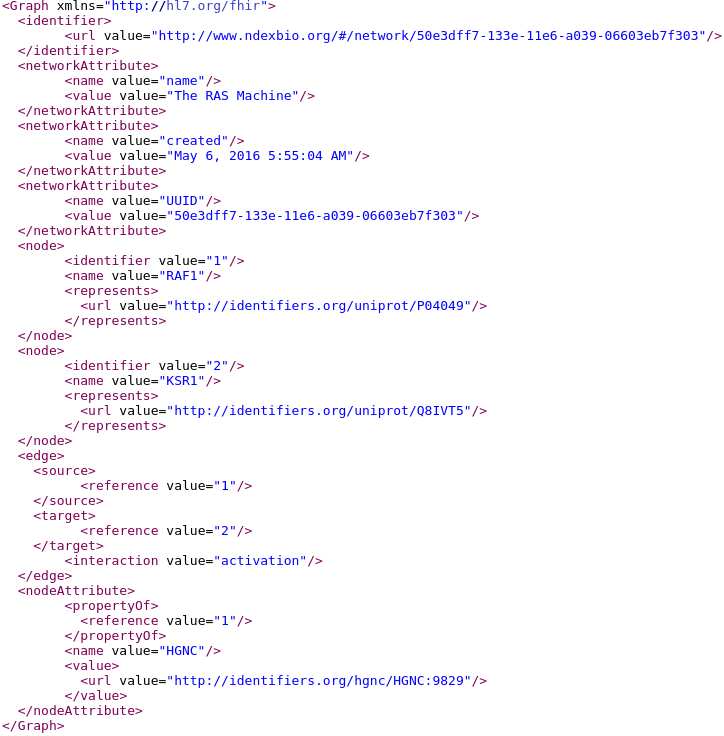 <Graph xmlns="http://hl7.org/fhir">
  <identifier>
        <url value="http://www.ndexbio.org/#/network/50e3dff7-133e-11e6-a039-06603eb7f303"/>
  </identifier>
  <networkAttribute>
        <name value="name"/>
        <value value="The RAS Machine"/>
  </networkAttribute>
  <networkAttribute>
        <name value="created"/>
        <value value="May 6, 2016 5:55:04 AM"/>
  </networkAttribute>
  <networkAttribute>
        <name value="UUID"/>
        <value value="50e3dff7-133e-11e6-a039-06603eb7f303"/>
  </networkAttribute>
  <node>
        <identifier value="1"/>
        <name value="RAF1"/>
        <represents>
          <url value="http://identifiers.org/uniprot/P04049"/>
        </represents>
  </node>
  <node>
        <identifier value="2"/>
        <name value="KSR1"/>
        <represents>
          <url value="http://identifiers.org/uniprot/Q8IVT5"/>
        </represents>
  </node>
  <edge>
    <source>
          <reference value="1"/>
    </source>
    <target>
          <reference value="2"/>
    </target>
        <interaction value="activation"/>
  </edge>
  <nodeAttribute>
        <propertyOf>
          <reference value="1"/>
        </propertyOf>
        <name value="HGNC"/>
        <value>
          <url value="http://identifiers.org/hgnc/HGNC:9829"/>
        </value>
  </nodeAttribute>
</Graph>